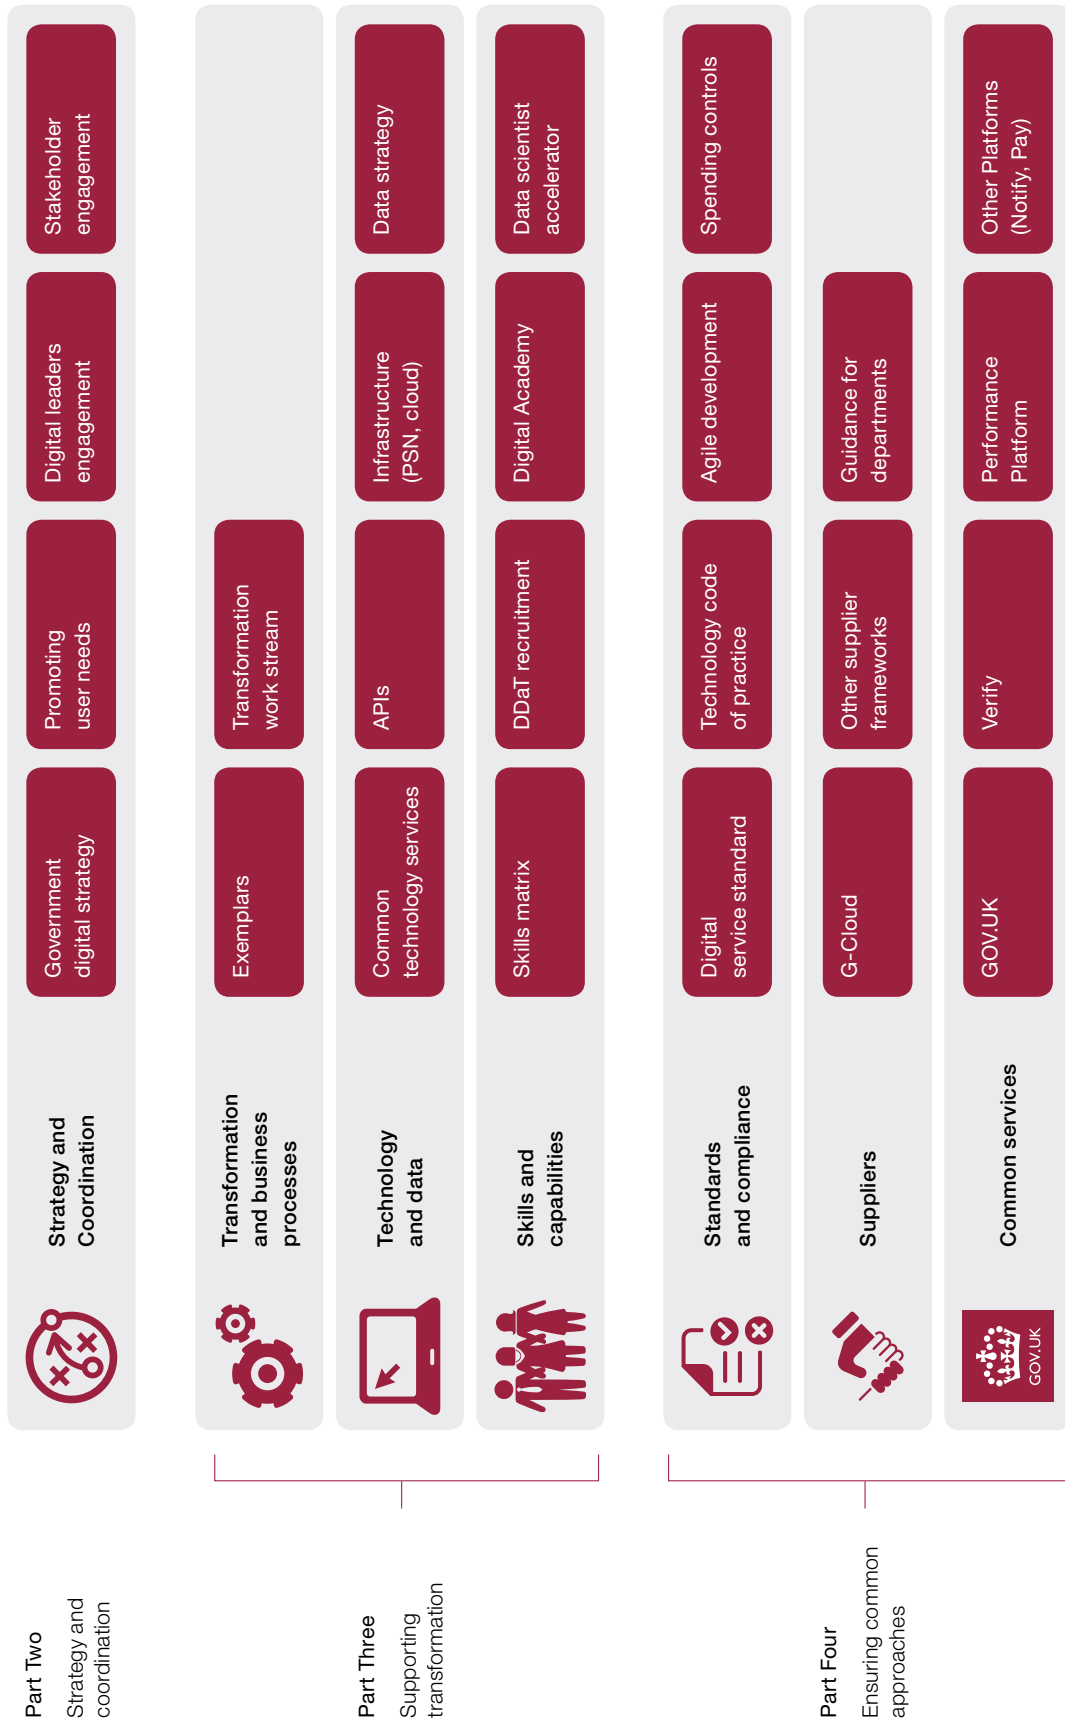 Part Two
Strategy and
coordination
Strategy and
Coordination
Government
digital strategy
Promoting
user needs
Digital leaders
engagement
Stakeholder
engagement
Part Three
Supporting
transformation
Transformation
and business
processes
Exemplars
Transformation
work stream
Technology
and data
Common
technology services
APIs
Infrastructure
(PSN, cloud)
Data strategy
Skills and
capabilities
Skills matrix
DDaT recruitment
Digital Academy
Data scientist
accelerator
Part Four
Ensuring common
approaches
Standards
and compliance
Digital
service standard
Technology code
of practice
Agile development
Spending controls
Suppliers
G-Cloud
Other supplier
frameworks
Guidance for
departments
GOV.UK
Common services
GOV.UK
Verify
Performance
Platform
Other Platforms
(Notify, Pay)